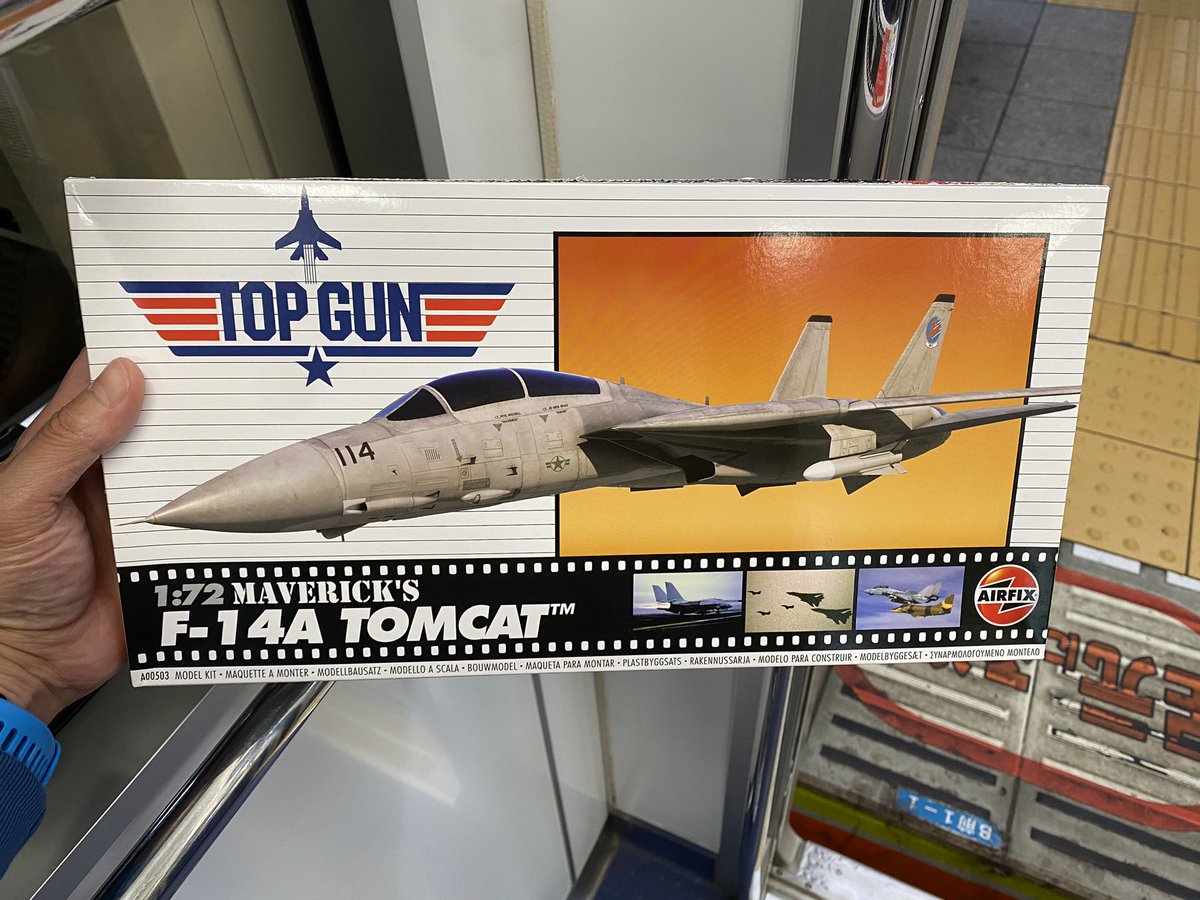 TOP GUN
114
1:72 MAVERICK'S
F-14A TOMCAT™
AIRFIX
A00503 MODEL KIT • MAQUETTE A MONTER • MODELLBAUSATZ • MODELLO A SCALA • BOUWMODEL • MAQUETA PARA MONTAR • PLASTBYGGSATS • RAKENNUSSARJA • MODELO PARA CONSTRUIR • MODELBYGGESÆT • ΣΥΝΑΡΜΟΛΟΓΟΥΜΕΝΟ ΜΟΝΤΕΛΟ
B前1-1